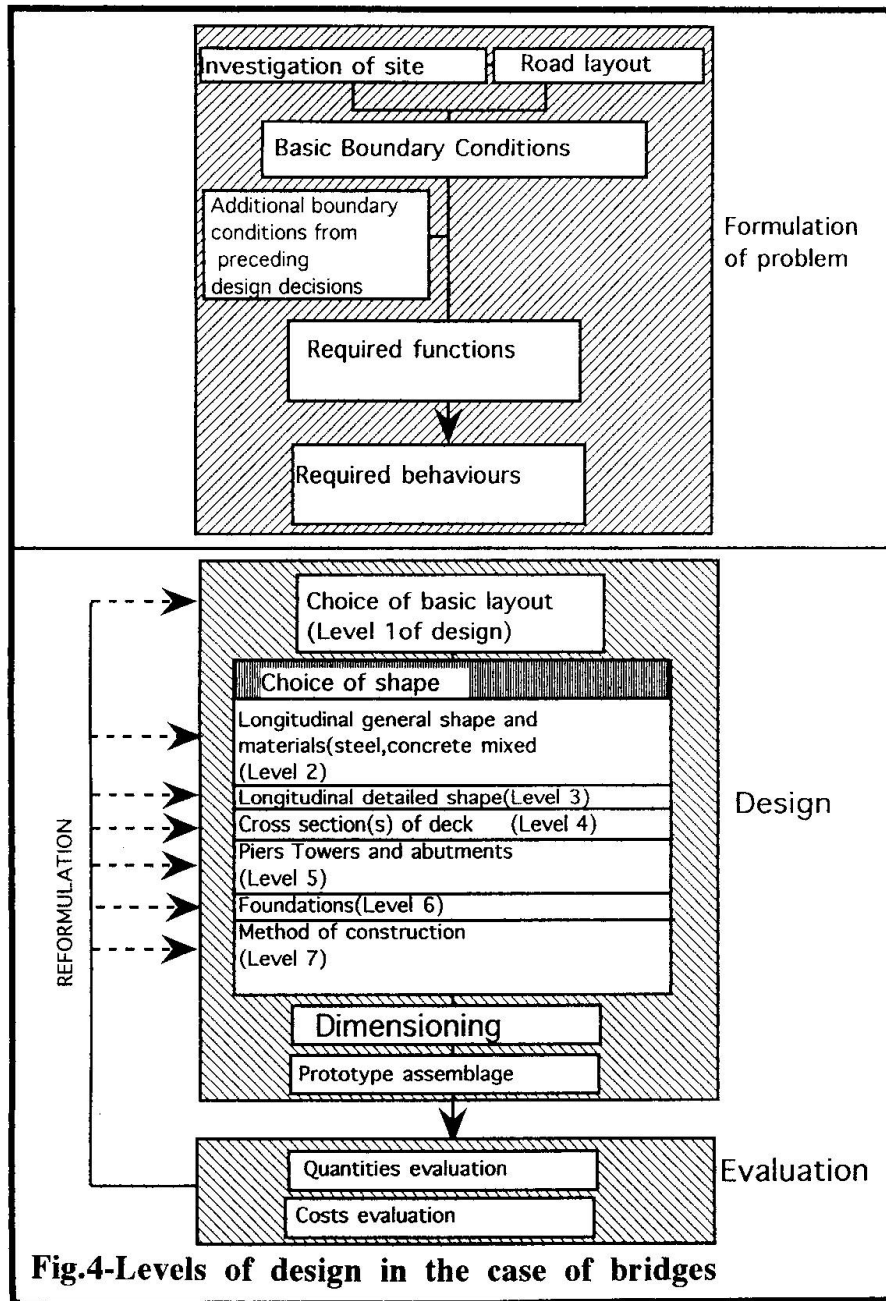 Investigation of site
Road layout
Basic Boundary Conditions
Additional boundary
conditions from
preceding
design decisions
Formulation
of problem
Required functions
Required behaviours
Choice of basic layout
(Level 1of design)
Choice of shape
Longitudinal general shape and
materials(steel,concrete mixed
(Level 2)
Longitudinal detailed shape(Level 3)
Cross section(s) of deck (Level 4)
Piers Towers and abutments
(Level 5)
Foundations(Level 6)
Method of construction
(Level 7)
Design
REFORMULATION
Dimensioning
Prototype assemblage
Quantities evaluation
Costs evaluation
Evaluation
Fig.4-Levels of design in the case of bridges